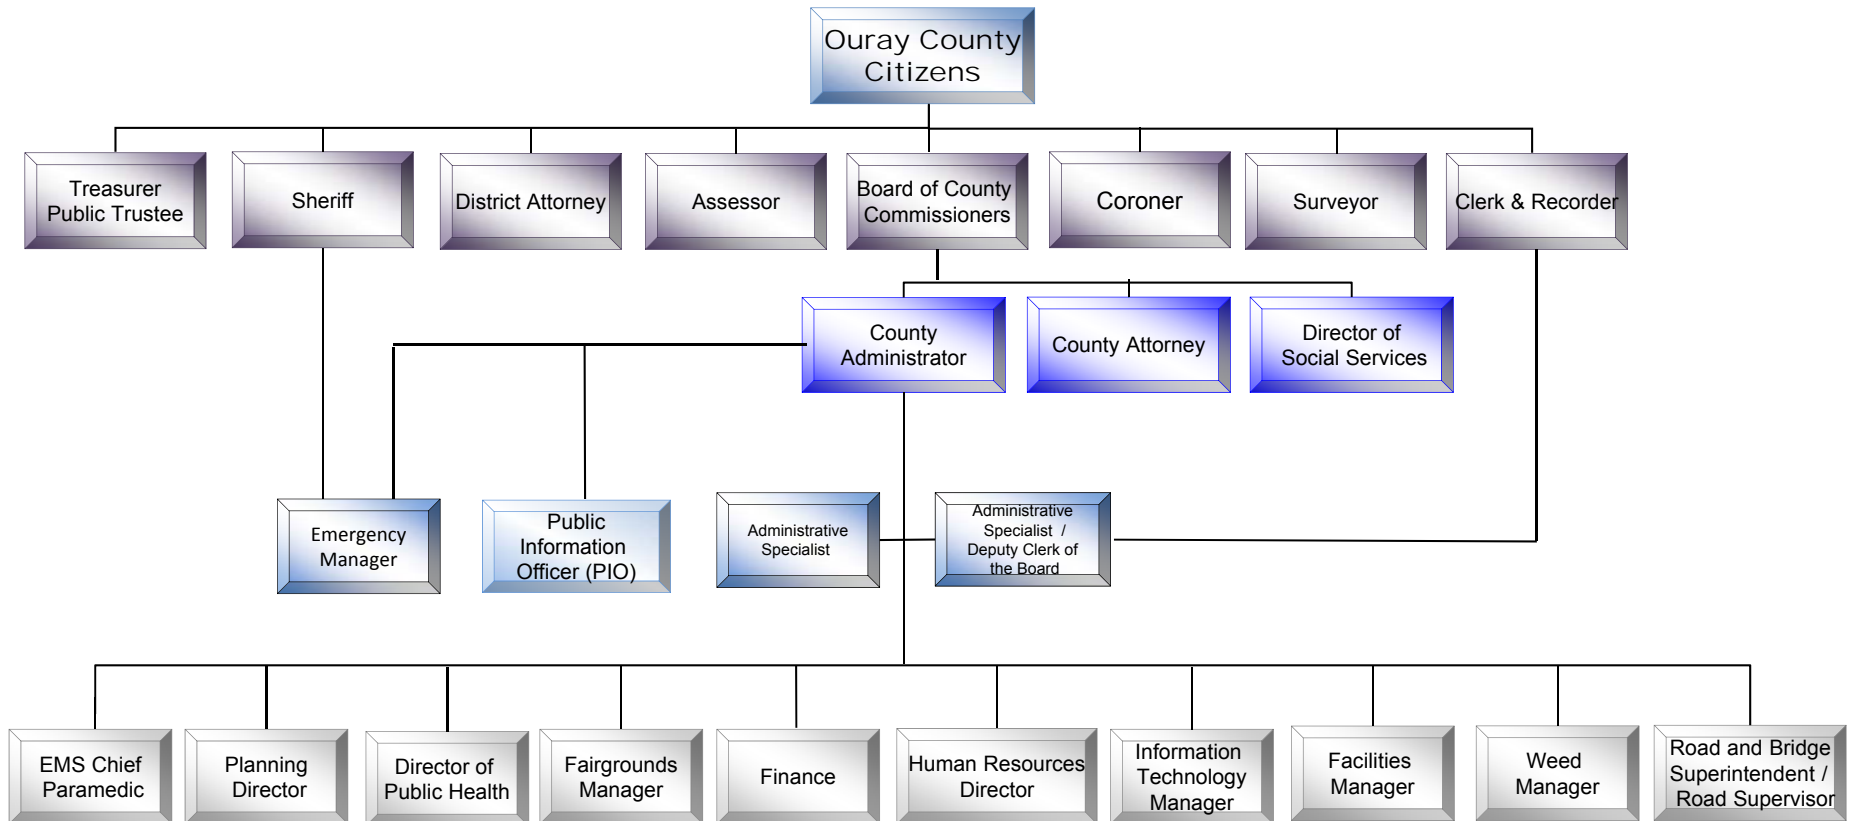 Ouray County
Citizens
Treasurer
Public Trustee
Sheriff
District Attorney
Assessor
Board of County
Commissioners
Coroner
Surveyor
Clerk & Recorder
County
Administrator
County Attorney
Director of
Social Services
Emergency
Manager
Public
Information
Officer (PIO)
Administrative
Specialist
Administrative
Specialist /
Deputy Clerk of
the Board
EMS Chief
Paramedic
Planning
Director
Director of
Public Health
Fairgrounds
Manager
Finance
Human Resources
Director
Information
Technology
Manager
Facilities
Manager
Weed
Manager
Road and Bridge
Superintendent /
Road Supervisor